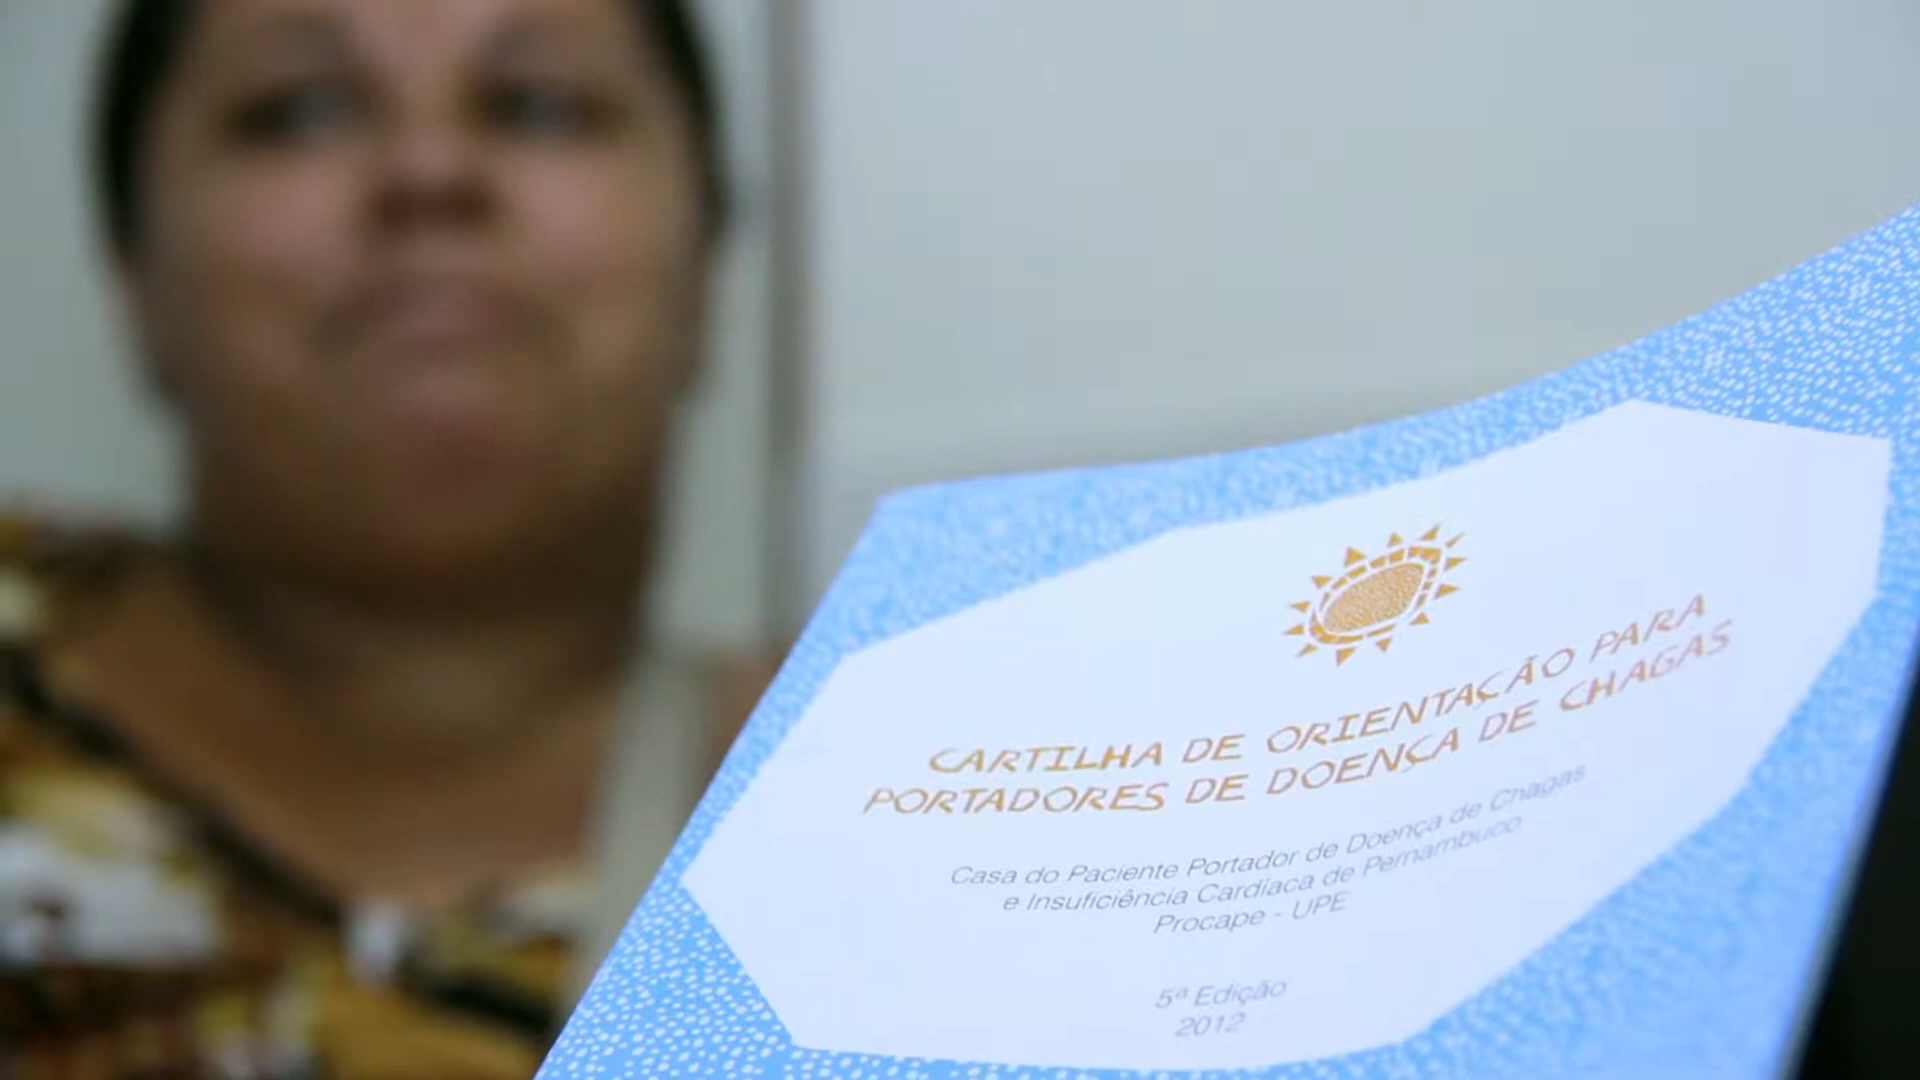 CARTILHA DE ORIENTAÇÃO PARA
PORTADORES DE DOENÇA DE CHAGAS
Casa do Paciente Portador de Doença de Chagas
e Insuficiência Cardíaca de Pernambuco
Procape - UPE
5ª Edição
2012